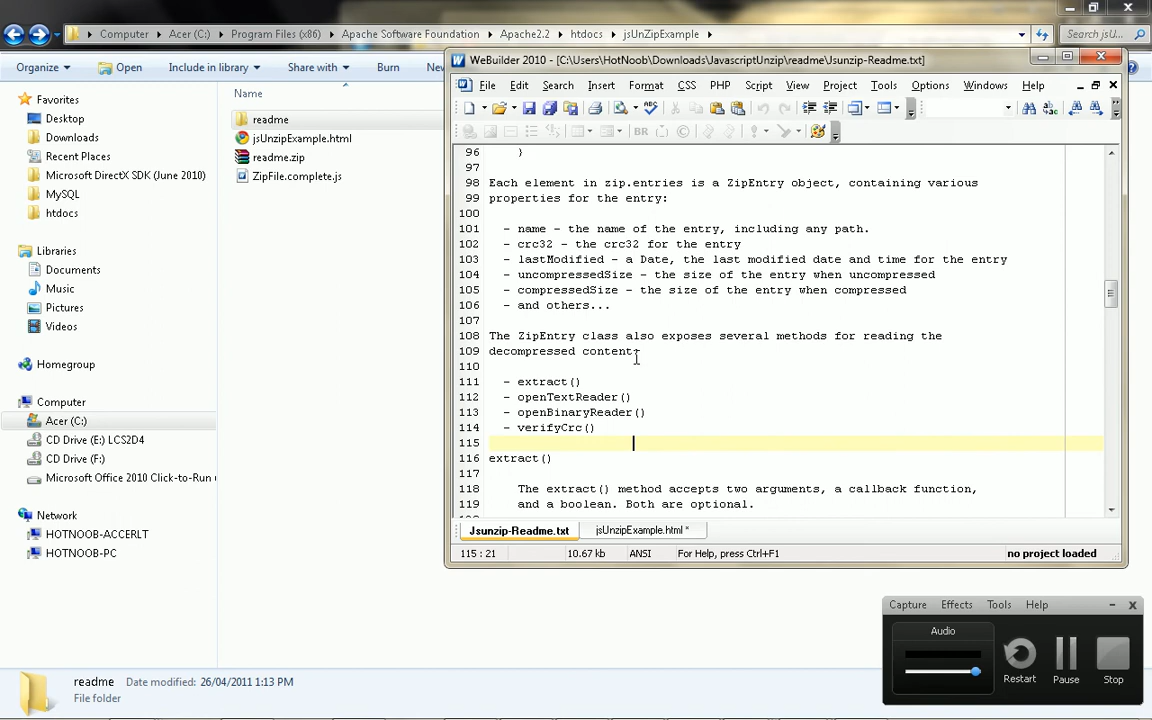 Computer ▸ Acer (C:) ▸ Program Files (x86) ▸ Apache Software Foundation ▸ Apache2.2 ▸ htdocs ▸ jsUnZipExample ▸
Search jsU...
Organize Open Include in library Share with Burn New
Favorites
Desktop
Downloads
Recent Places
Microsoft DirectX SDK (June 2010)
MySQL
htdocs
Libraries
Documents
Music
Pictures
Videos
Homegroup
Computer
Acer (C:)
CD Drive (E:) LCS2D4
CD Drive (F:)
Microsoft Office 2010 Click-to-Run
Network
HOTNOOB-ACCERLT
HOTNOOB-PC
Name
readme
jsUnzipExample.html
readme.zip
ZipFile.complete.js
WeBuilder 2010 - [C:\Users\HotNoob\Downloads\JavascriptUnzip\readme\Jsunzip-Readme.txt]
File Edit Search Insert Format CSS PHP Script View Project Tools Options Windows Help
BR
96 }
97
98 Each element in zip.entries is a ZipEntry object, containing various
99 properties for the entry:
100
101 - name - the name of the entry, including any path.
102 - crc32 - the crc32 for the entry
103 - lastModified - a Date, the last modified date and time for the entry
104 - uncompressedSize - the size of the entry when uncompressed
105 - compressedSize - the size of the entry when compressed
106 - and others...
107
108 The ZipEntry class also exposes several methods for reading the
109 decompressed content:
110
111 - extract()
112 - openTextReader()
113 - openBinaryReader()
114 - verifyCrc()
115
116 extract()
117
118 The extract() method accepts two arguments, a callback function,
119 and a boolean. Both are optional.
Jsunzip-Readme.txt jsUnzipExample.html *
115 : 21 10.67 kb ANSI For Help, press Ctrl+F1 no project loaded
Capture Effects Tools Help
Audio
Restart Pause Stop
readme Date modified: 26/04/2011 1:13 PM
File folder